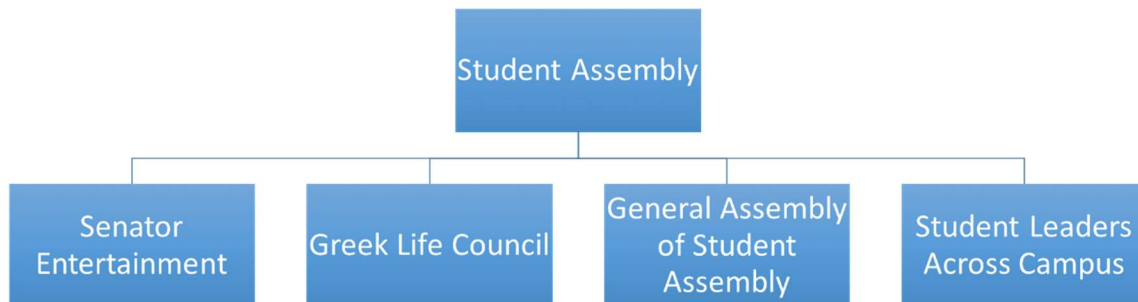 Student Assembly
Senator
Entertainment
Greek Life Council
General Assembly
of Student
Assembly
Student Leaders
Across Campus